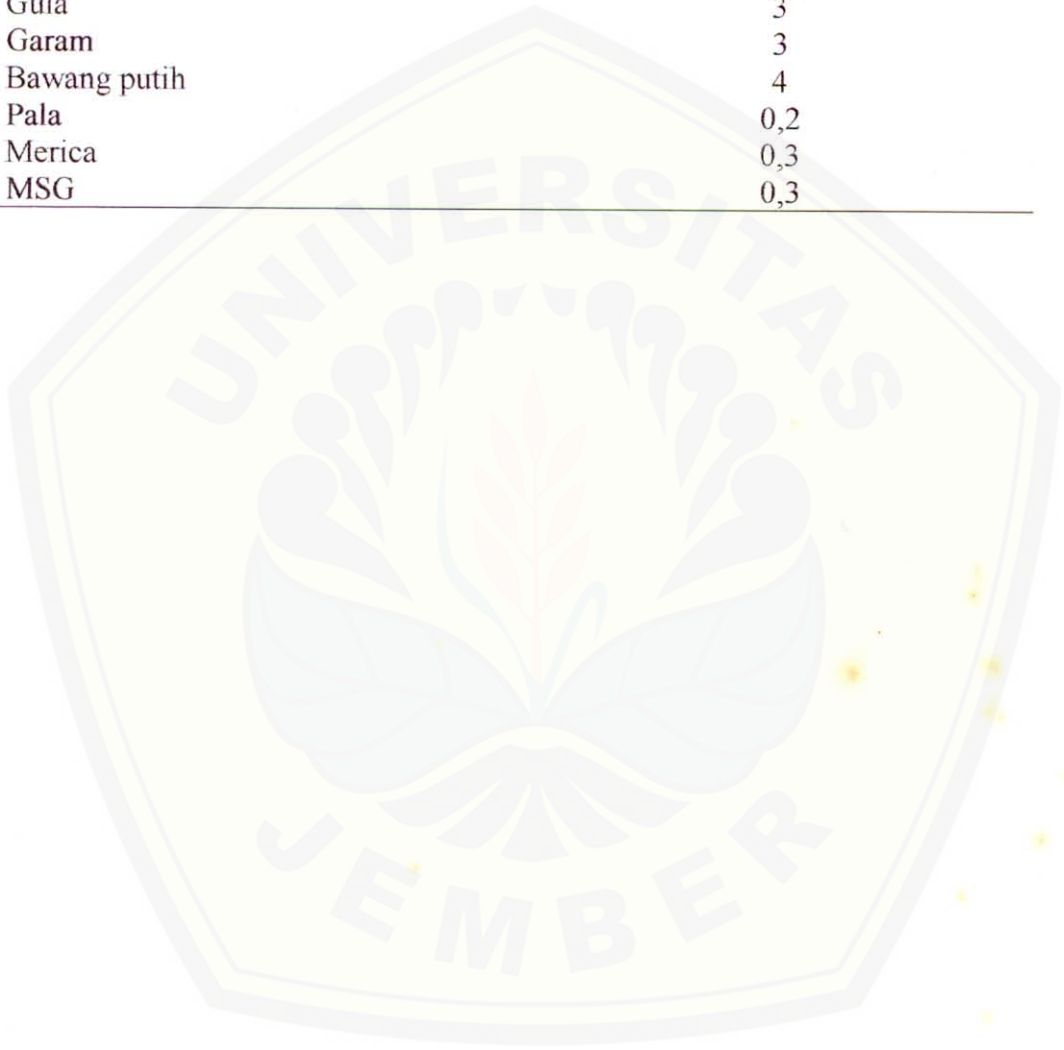 Gula 3
Garam 3
Bawang putih 4
Pala 0,2
Merica 0,3
MSG 0,3
UNIVERSITAS
JEMBER